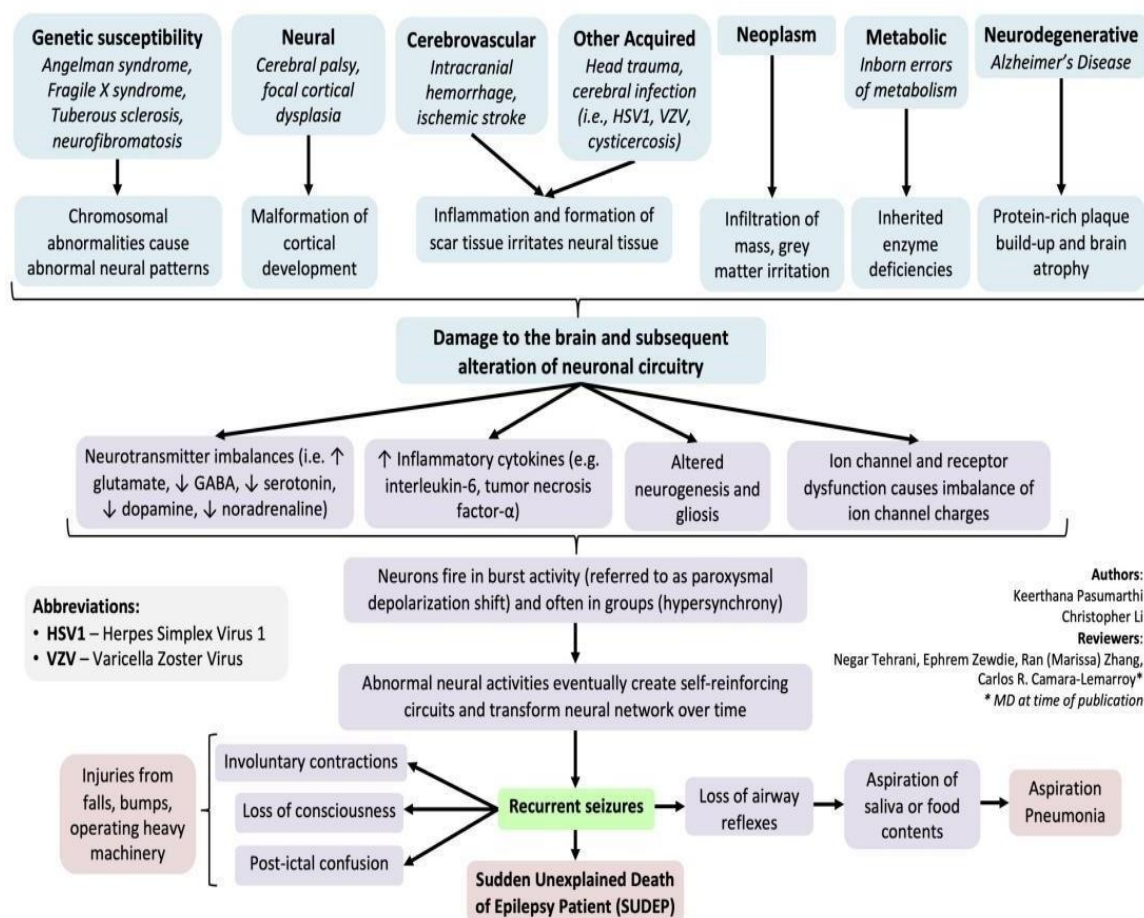 Genetic susceptibility
Angelman syndrome,
Fragile X syndrome,
Tuberous sclerosis,
neurofibromatosis
Neural
Cerebral palsy,
focal cortical
dysplasia
Cerebrovascular
Intracranial
hemorrhage,
ischemic stroke
Other Acquired
Head trauma,
cerebral infection
(i.e., HSV1, VZV,
cysticercosis)
Neoplasm
Metabolic
Inborn errors
of metabolism
Neurodegenerative
Alzheimer's Disease
Chromosomal
abnormalities cause
abnormal neural patterns
Malformation of
cortical
development
Inflammation and formation of
scar tissue irritates neural tissue
Infiltration of
mass, grey
matter irritation
Inherited
enzyme
deficiencies
Protein-rich plaque
build-up and brain
atrophy
Damage to the brain and subsequent
alteration of neuronal circuitry
Neurotransmitter imbalances (i.e. ↑
glutamate, ↓ GABA, ↓ serotonin,
↓ dopamine, ↓ noradrenaline)
↑ Inflammatory cytokines (e.g.
interleukin-6, tumor necrosis
factor-α)
Altered
neurogenesis and
gliosis
Ion channel and receptor
dysfunction causes imbalance of
ion channel charges
Neurons fire in burst activity (referred to as paroxysmal
depolarization shift) and often in groups (hypersynchrony)
Abbreviations:
• HSV1 – Herpes Simplex Virus 1
• VZV – Varicella Zoster Virus
Authors:
Keerthana Pasumarthi
Christopher Li
Reviewers:
Negar Tehrani, Ephrem Zewdie, Ran (Marissa) Zhang,
Carlos R. Camara-Lemarroy*
* MD at time of publication
Abnormal neural activities eventually create self-reinforcing
circuits and transform neural network over time
Injuries from
falls, bumps,
operating heavy
machinery
Involuntary contractions
Loss of consciousness
Post-ictal confusion
Recurrent seizures
Loss of airway
reflexes
Aspiration of
saliva or food
contents
Aspiration
Pneumonia
Sudden Unexplained Death
of Epilepsy Patient (SUDEP)